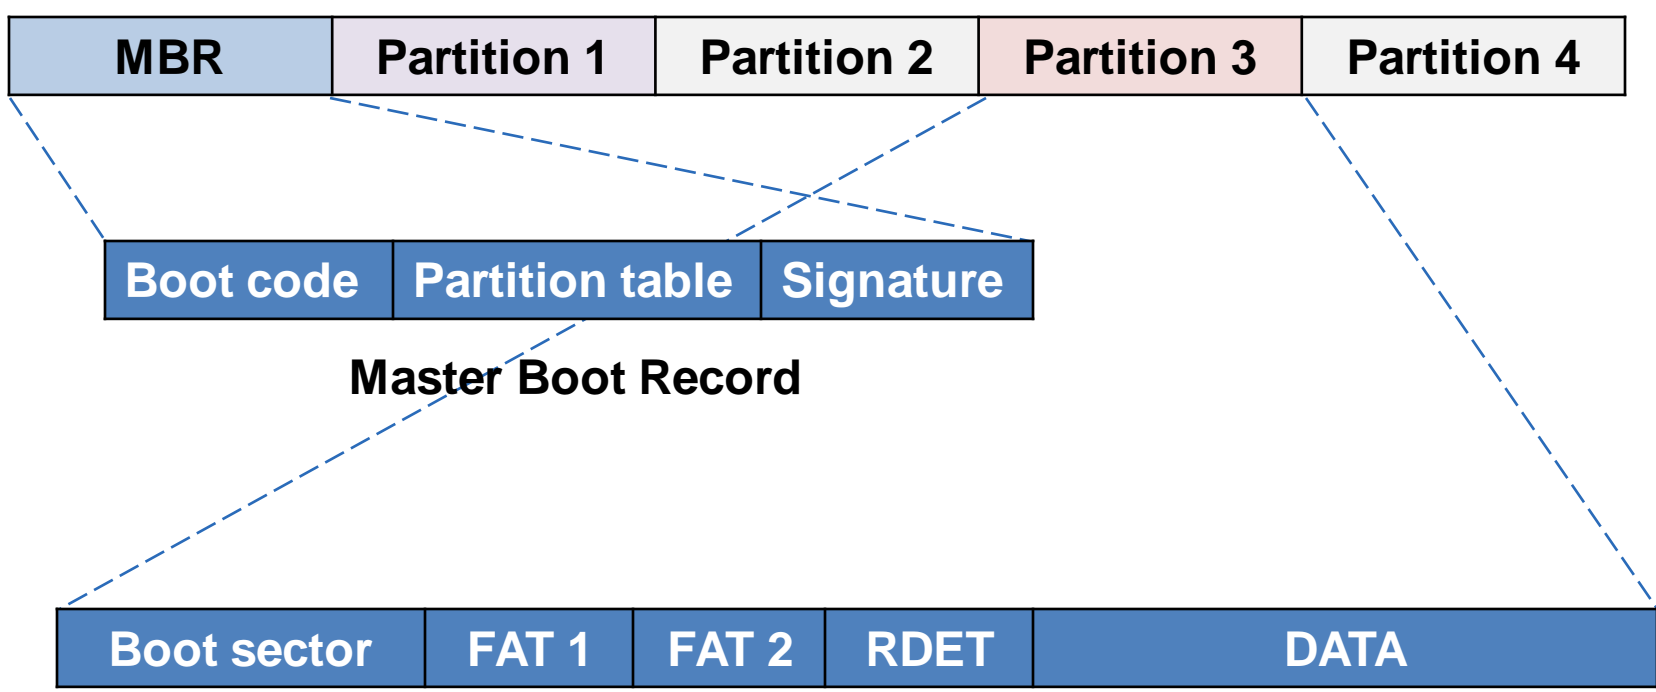 MBR Partition 1 Partition 2 Partition 3 Partition 4
Boot code Partition table Signature
Master Boot Record
Boot sector FAT 1 FAT 2 RDET DATA